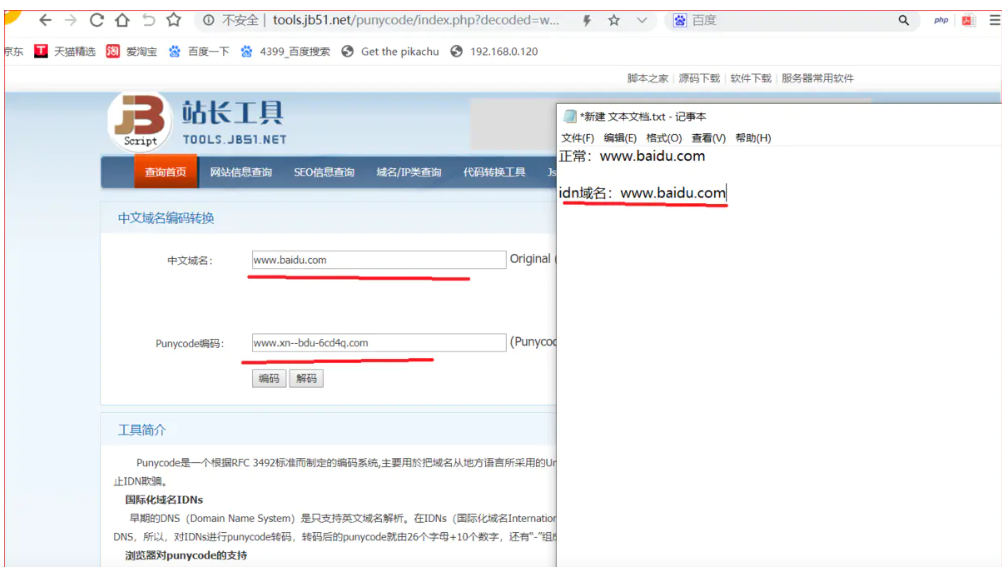 不安全 | tools.jb51.net/punycode/index.php?decoded=w... 百度 php
京东 天猫精选 爱淘宝 百度一下 4399_百度搜索 Get the pikachu 192.168.0.120
脚本之家 | 源码下载 | 软件下载 | 服务器常用软件
JB Script 站长工具
TOOLS.JB51.NET
查询首页 网站信息查询 SEO信息查询 域名/IP类查询 代码转换工具 Js
中文域名编码转换
中文域名: www.baidu.com Original (
Punycode编码: www.xn--bdu-6cd4q.com (Punycod
编码 解码
工具简介
Punycode是一个根据RFC 3492标准而制定的编码系统,主要用於把域名从地方语言所采用的Un
止IDN欺骗。
国际化域名IDNs
早期的DNS（Domain Name System）是只支持英文域名解析。在IDNs（国际化域名Internation
DNS，所以，对IDNs进行punycode转码，转码后的punycode就由26个字母+10个数字，还有"-"组成
浏览器对punycode的支持
*新建 文本文档.txt - 记事本
文件(F) 编辑(E) 格式(O) 查看(V) 帮助(H)
正常：www.baidu.com
idn域名：www.baidu.com